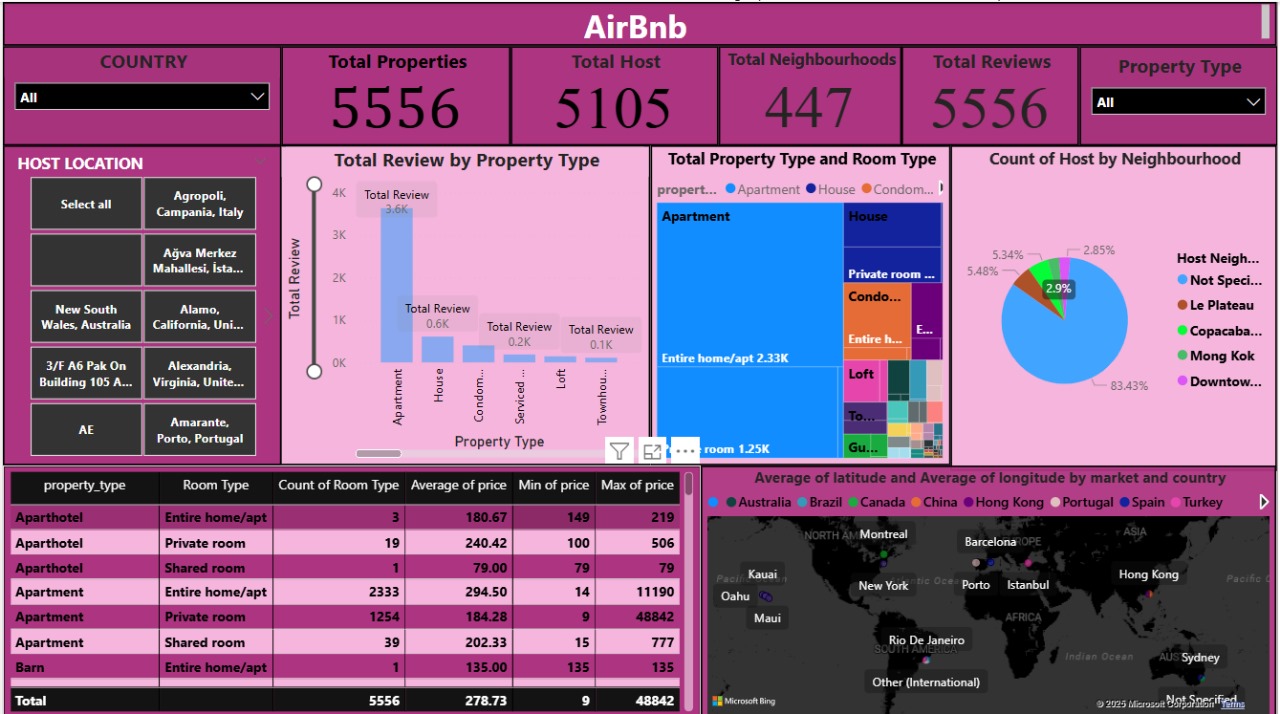 AirBnb
COUNTRY
All
Total Properties
5556
Total Host
5105
Total Neighbourhoods
447
Total Reviews
5556
Property Type
All
HOST LOCATION
Select all
Agropoli,
Campania, Italy
Ağva Merkez
Mahallesi, İsta...
New South
Wales, Australia
Alamo,
California, Uni...
3/F A6 Pak On
Building 105 A...
Alexandria,
Virginia, Unite...
AE
Amarante,
Porto, Portugal
Total Review by Property Type
Total Review
4K
3K
2K
1K
0K
Total Review
3.6K
Total Review
0.6K
Total Review
0.2K
Total Review
0.1K
Apartment
House
Condom...
Serviced ...
Loft
Townhou...
Property Type
Total Property Type and Room Type
propert... Apartment House Condom...
Apartment
Entire home/apt 2.33K
room 1.25K
House
Private room ...
Condo...
Entire h...
E...
Loft
To...
Gu...
Count of Host by Neighbourhood
5.34%
2.85%
5.48%
2.9%
83.43%
Host Neigh...
Not Speci...
Le Plateau
Copacaba...
Mong Kok
Downtow...
property_type Room Type Count of Room Type Average of price Min of price Max of price
Aparthotel Entire home/apt 3 180.67 149 219
Aparthotel Private room 19 240.42 100 506
Aparthotel Shared room 1 79.00 79 79
Apartment Entire home/apt 2333 294.50 14 11190
Apartment Private room 1254 184.28 9 48842
Apartment Shared room 39 202.33 15 777
Barn Entire home/apt 1 135.00 135 135
Total 5556 278.73 9 48842
Average of latitude and Average of longitude by market and country
Australia Brazil Canada China Hong Kong Portugal Spain Turkey
NORTH AM
Montreal
Barcelona
ROPE
ASIA
Pacific
Kauai
New York
ntic Ocea
Porto
Istanbul
Hong Kong
Pacific
Oahu
Maui
AFRICA
Rio De Janeiro
SOUTH AMERICA
Indian Ocean
AUS
Sydney
Other (International)
Not Specified
Microsoft Bing
© 2025 Microsoft Corporation Terms